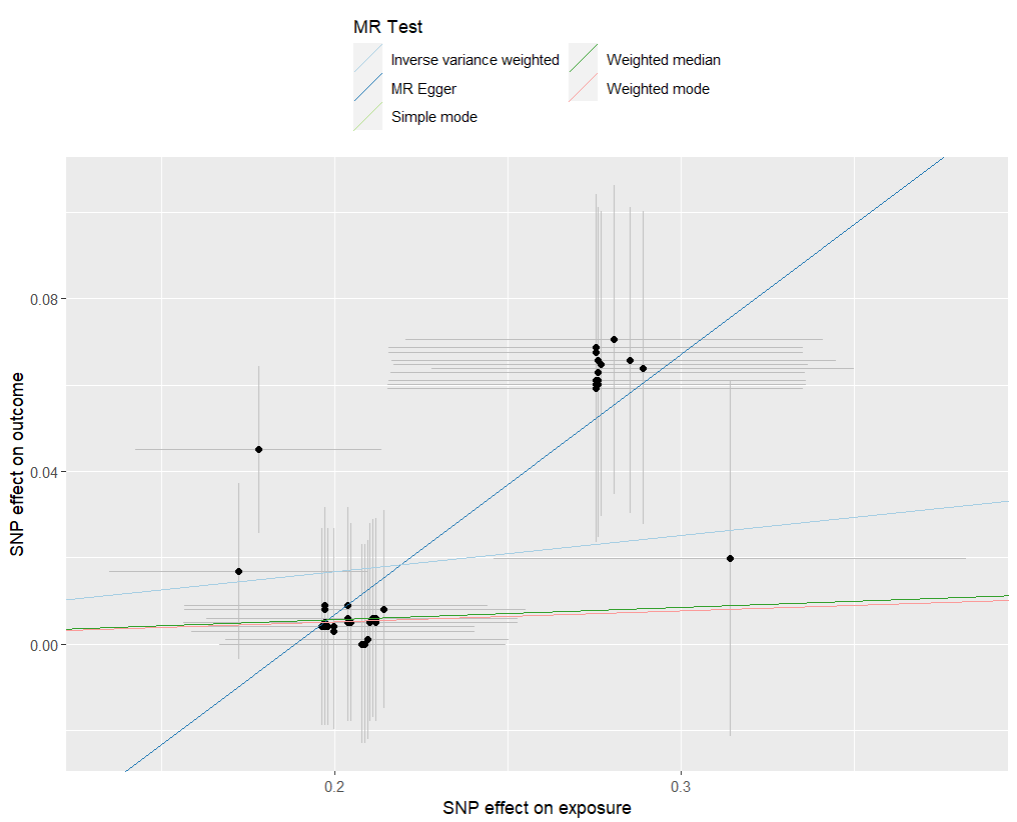 MR Test
Inverse variance weighted
Weighted median
MR Egger
Weighted mode
Simple mode
0.08
0.04
0.00
SNP effect on outcome
0.2
0.3
SNP effect on exposure